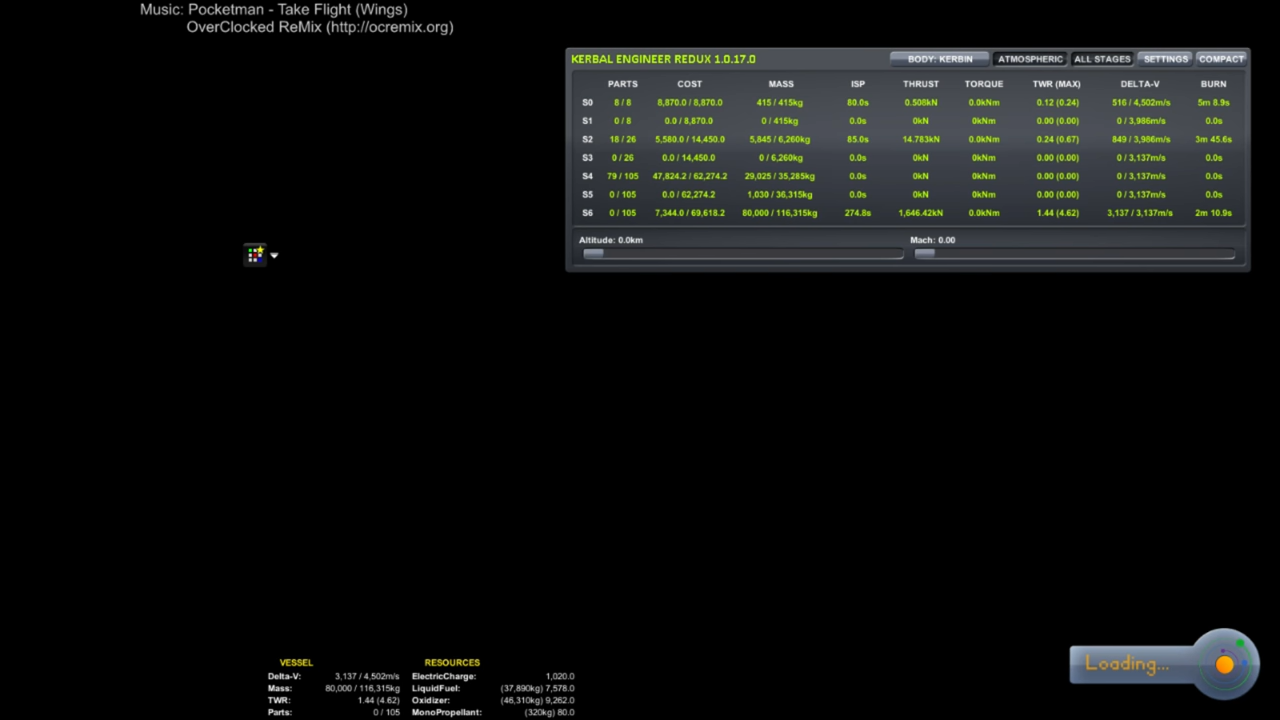 Music: Pocketman - Take Flight (Wings)
OverClocked ReMix (http://ocremix.org)
KERBAL ENGINEER REDUX 1.0.17.0 BODY: KERBIN ATMOSPHERIC ALL STAGES SETTINGS COMPACT
PARTS COST MASS ISP THRUST TORQUE TWR (MAX) DELTA-V BURN
S0 8 / 8 8,870.0 / 8,870.0 415 / 415kg 80.0s 0.508kN 0.0kNm 0.12 (0.24) 516 / 4,502m/s 5m 8.9s
S1 0 / 8 0.0 / 8,870.0 0 / 415kg 0.0s 0kN 0kNm 0.00 (0.00) 0 / 3,986m/s 0.0s
S2 18 / 26 5,580.0 / 14,450.0 5,845 / 6,260kg 85.0s 14.783kN 0.0kNm 0.24 (0.67) 849 / 3,986m/s 3m 45.6s
S3 0 / 26 0.0 / 14,450.0 0 / 6,260kg 0.0s 0kN 0kNm 0.00 (0.00) 0 / 3,137m/s 0.0s
S4 79 / 105 47,824.2 / 62,274.2 29,025 / 35,285kg 0.0s 0kN 0kNm 0.00 (0.00) 0 / 3,137m/s 0.0s
S5 0 / 105 0.0 / 62,274.2 1,030 / 36,315kg 0.0s 0kN 0kNm 0.00 (0.00) 0 / 3,137m/s 0.0s
S6 0 / 105 7,344.0 / 69,618.2 80,000 / 116,315kg 274.8s 1,646.42kN 0.0kNm 1.44 (4.62) 3,137 / 3,137m/s 2m 10.9s
Altitude: 0.0km Mach: 0.00
VESSEL RESOURCES
Delta-V: 3,137 / 4,502m/s ElectricCharge: 1,020.0
Mass: 80,000 / 116,315kg LiquidFuel: (37,890kg) 7,578.0
TWR: 1.44 (4.62) Oxidizer: (46,310kg) 9,262.0
Parts: 0 / 105 MonoPropellant: (320kg) 80.0
Loading...